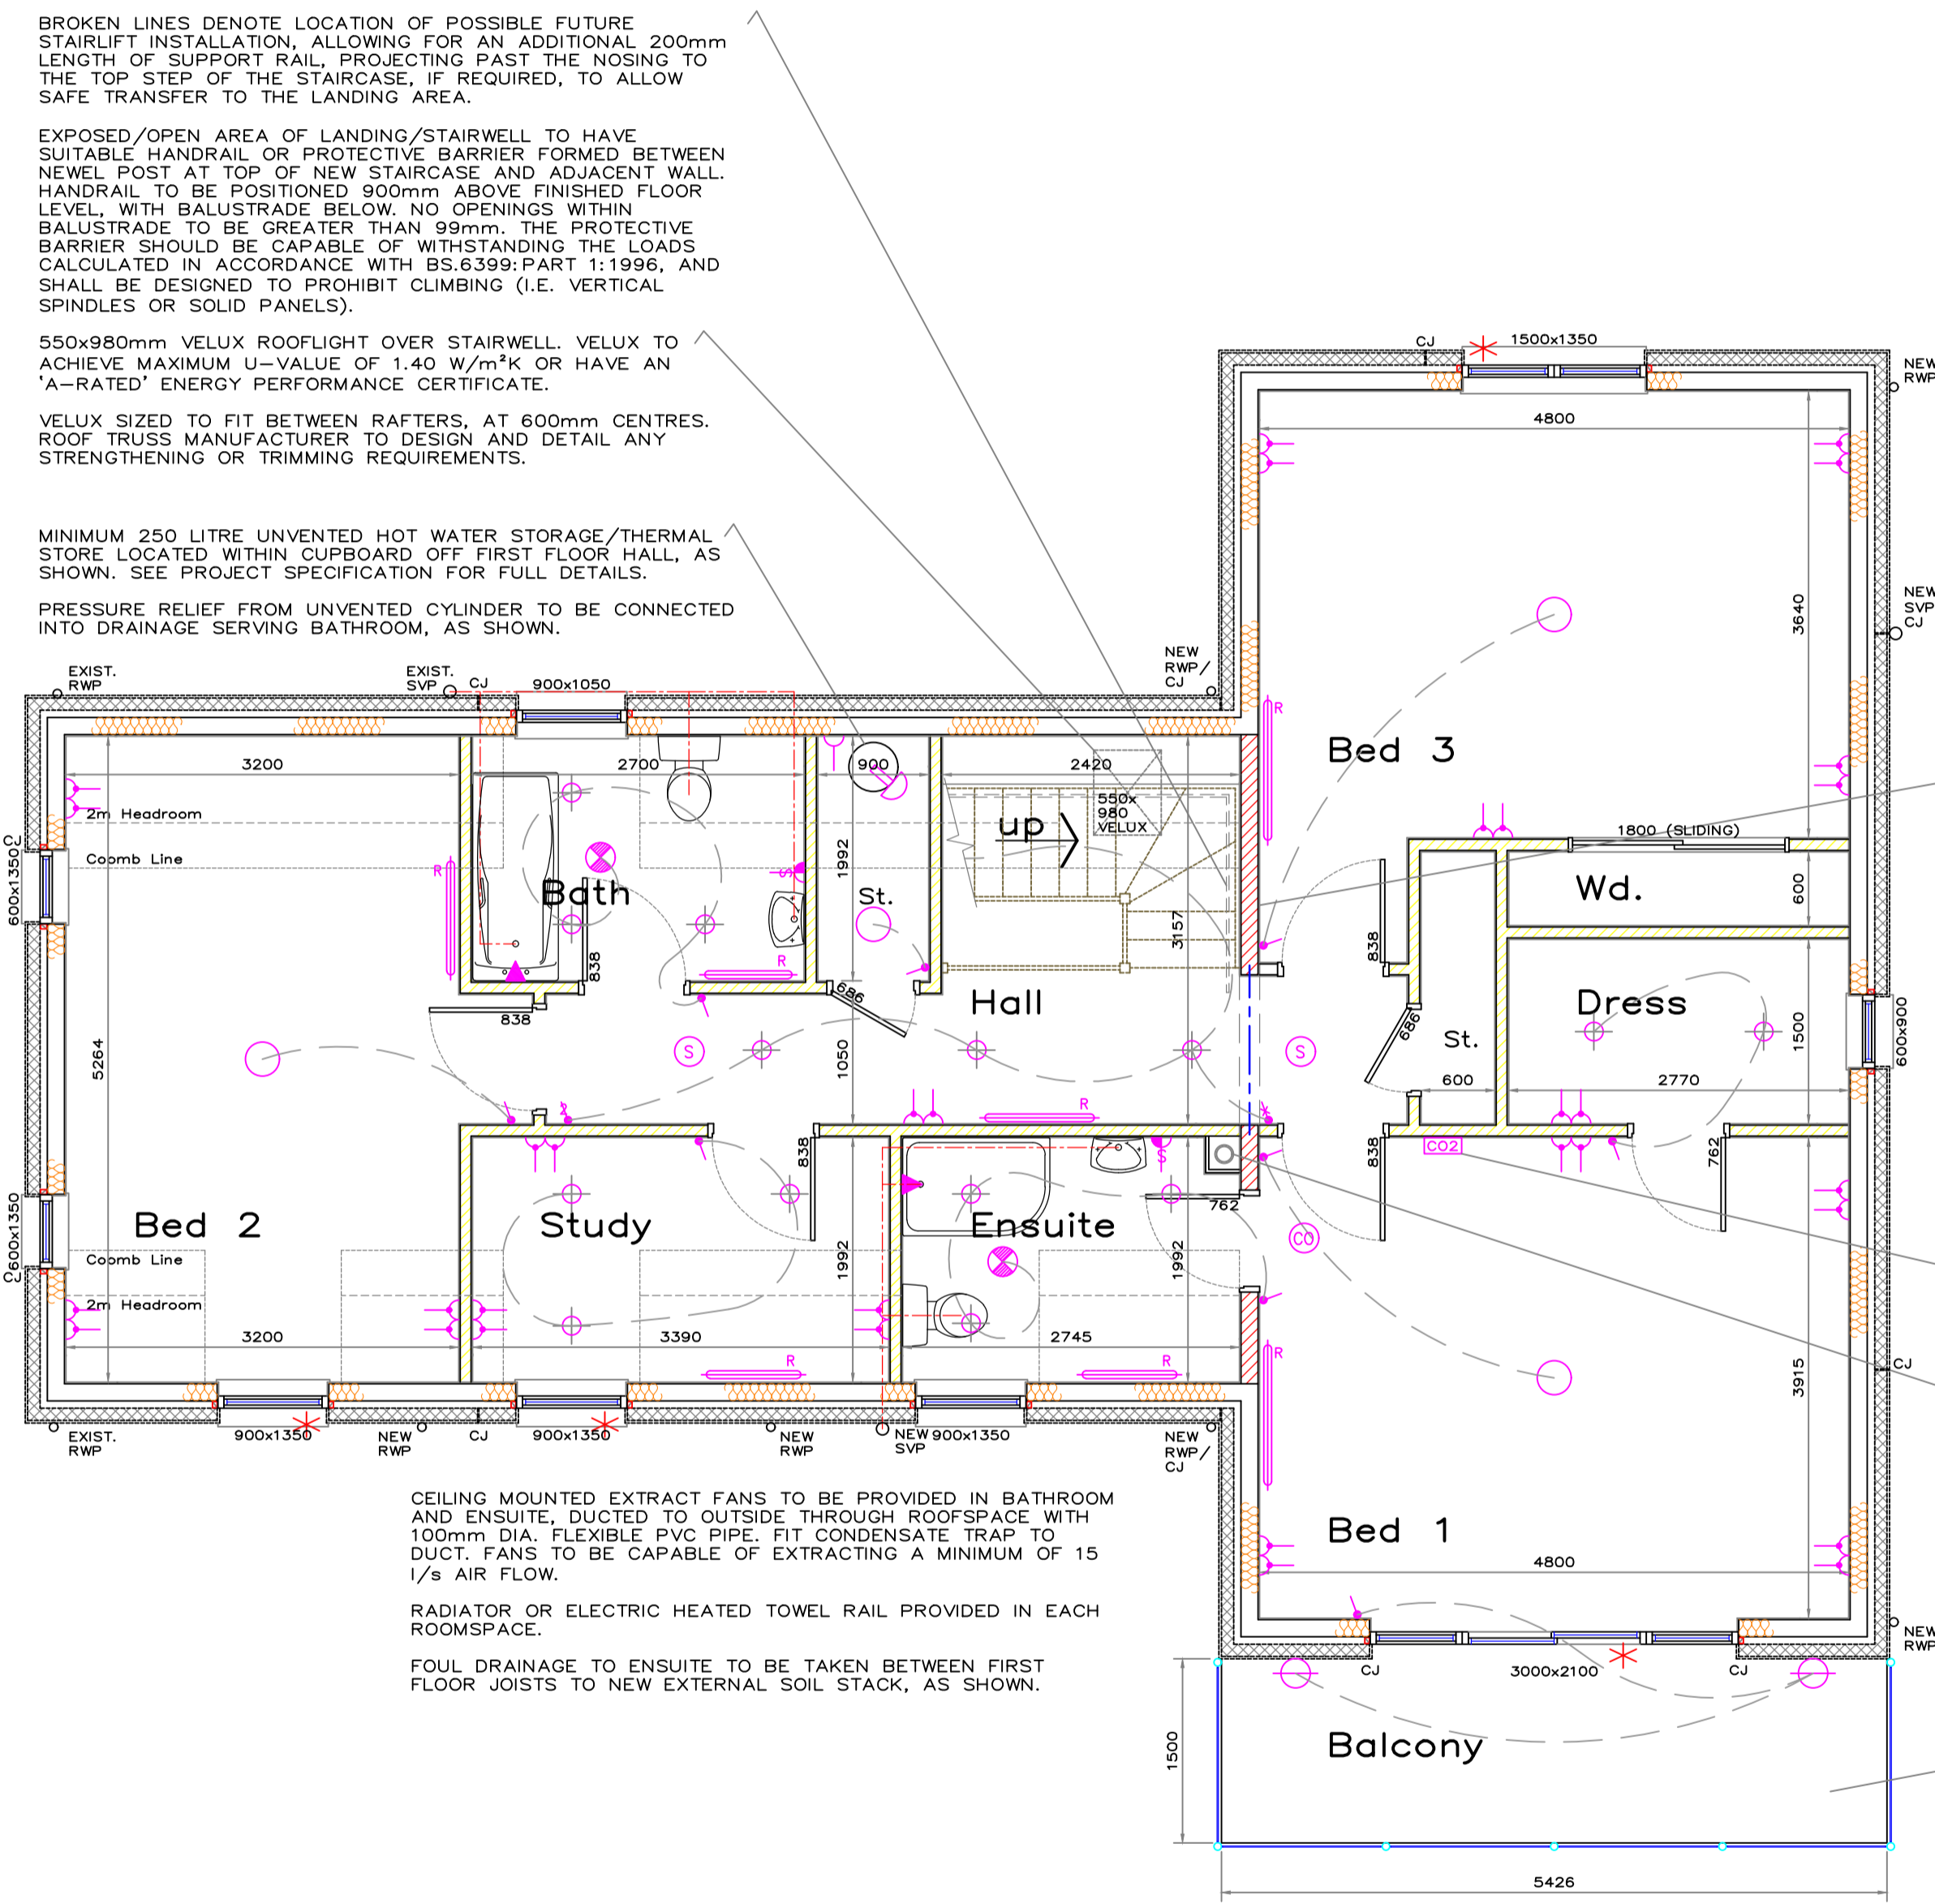 BROKEN LINES DENOTE LOCATION OF POSSIBLE FUTURE
STAIRLIFT INSTALLATION, ALLOWING FOR AN ADDITIONAL 200mm
LENGTH OF SUPPORT RAIL, PROJECTING PAST THE NOSING TO
THE TOP STEP OF THE STAIRCASE, IF REQUIRED, TO ALLOW
SAFE TRANSFER TO THE LANDING AREA.
EXPOSED/OPEN AREA OF LANDING/STAIRWELL TO HAVE
SUITABLE HANDRAIL OR PROTECTIVE BARRIER FORMED BETWEEN
NEWEL POST AT TOP OF NEW STAIRCASE AND ADJACENT WALL.
HANDRAIL TO BE POSITIONED 900mm ABOVE FINISHED FLOOR
LEVEL, WITH BALUSTRADE BELOW. NO OPENINGS WITHIN
BALUSTRADE TO BE GREATER THAN 99mm. THE PROTECTIVE
BARRIER SHOULD BE CAPABLE OF WITHSTANDING THE LOADS
CALCULATED IN ACCORDANCE WITH BS.6399:PART 1:1996, AND
SHALL BE DESIGNED TO PROHIBIT CLIMBING (I.E. VERTICAL
SPINDLES OR SOLID PANELS).
550x980mm VELUX ROOFLIGHT OVER STAIRWELL. VELUX TO
ACHIEVE MAXIMUM U-VALUE OF 1.40 W/m²K OR HAVE AN
'A-RATED' ENERGY PERFORMANCE CERTIFICATE.
VELUX SIZED TO FIT BETWEEN RAFTERS, AT 600mm CENTRES.
ROOF TRUSS MANUFACTURER TO DESIGN AND DETAIL ANY
STRENGTHENING OR TRIMMING REQUIREMENTS.
MINIMUM 250 LITRE UNVENTED HOT WATER STORAGE/THERMAL
STORE LOCATED WITHIN CUPBOARD OFF FIRST FLOOR HALL, AS
SHOWN. SEE PROJECT SPECIFICATION FOR FULL DETAILS.
PRESSURE RELIEF FROM UNVENTED CYLINDER TO BE CONNECTED
INTO DRAINAGE SERVING BATHROOM, AS SHOWN.
CJ
1500x1350
NEW
RWP
4800
3640
NEW
SVP
CJ
NEW
RWP/
CJ
EXIST.
RWP
EXIST.
SVP
CJ
900x1050
R
Bed 3
3200
2700
900
2420
550x
980
VELUX
up
2m Headroom
Coomb Line
CJ
600x1350
R
Bath
S
1992
St.
3157
1800 (SLIDING)
Wd.
600
838
838
R
686
Hall
Dress
838
5264
S
1050
S
686
St.
1500
600x900
600
2770
2
R
838
838
CO2
762
S
762
Bed 2
Study
Ensuite
CO
600x1350
CJ
Coomb Line
2m Headroom
1992
1992
3200
3390
2745
R
R
R
3915
CJ
EXIST.
RWP
900x1350
NEW
RWP
CJ
900x1350
NEW
RWP
NEW
SVP
900x1350
NEW
RWP/
CJ
CEILING MOUNTED EXTRACT FANS TO BE PROVIDED IN BATHROOM
AND ENSUITE, DUCTED TO OUTSIDE THROUGH ROOFSPACE WITH
100mm DIA. FLEXIBLE PVC PIPE. FIT CONDENSATE TRAP TO
DUCT. FANS TO BE CAPABLE OF EXTRACTING A MINIMUM OF 15
l/s AIR FLOW.
RADIATOR OR ELECTRIC HEATED TOWEL RAIL PROVIDED IN EACH
ROOMSPACE.
FOUL DRAINAGE TO ENSUITE TO BE TAKEN BETWEEN FIRST
FLOOR JOISTS TO NEW EXTERNAL SOIL STACK, AS SHOWN.
Bed 1
4800
NEW
RWP
CJ
3000x2100
CJ
1500
Balcony
5426